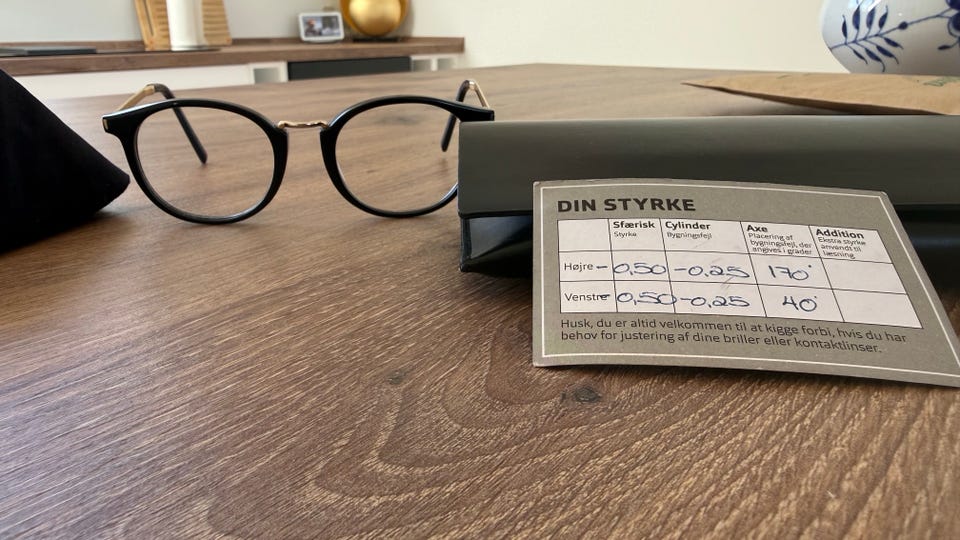 DIN STYRKE
Sfærisk Cylinder Axe Addition
Styrke Bygningsfejl Placering af bygningsfejl, der angives i grader Ekstra styrke anvendt til læsning
Højre -0,50 -0,25 170°
Venstre -0,50 -0,25 40°
Husk, du er altid velkommen til at kigge forbi, hvis du har
behov for justering af dine briller eller kontaktlinser.